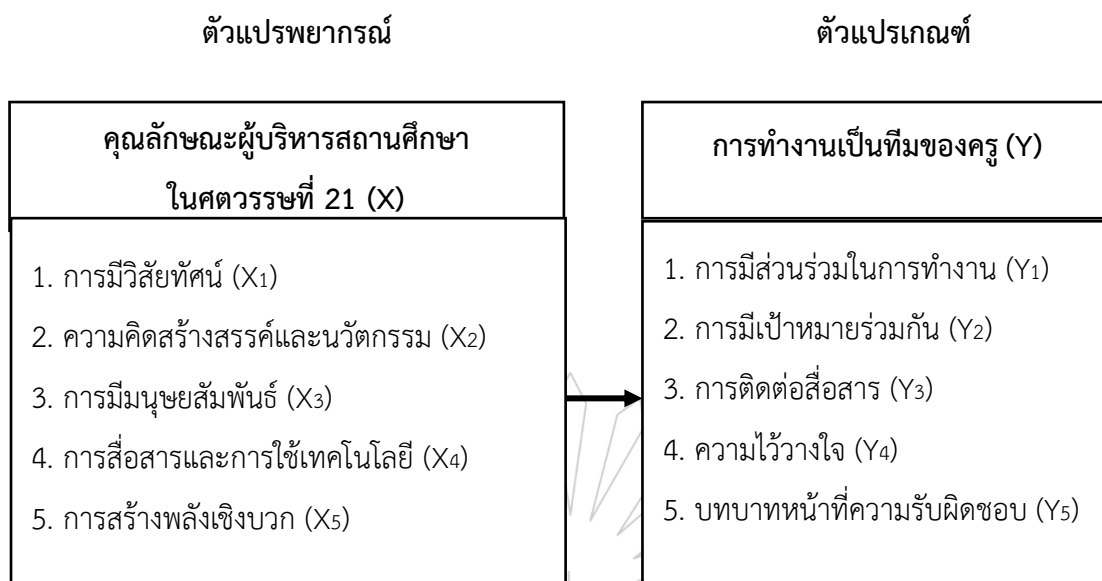 ตัวแปรพยากรณ์
ตัวแปรเกณฑ์
คุณลักษณะผู้บริหารสถานศึกษา
ในศตวรรษที่ 21 (X)
1. การมีวิสัยทัศน์ (X1)
2. ความคิดสร้างสรรค์และนวัตกรรม (X2)
3. การมีมนุษยสัมพันธ์ (X3)
4. การสื่อสารและการใช้เทคโนโลยี (X4)
5. การสร้างพลังเชิงบวก (X5)
การทำงานเป็นทีมของครู (Y)
1. การมีส่วนร่วมในการทำงาน (Y1)
2. การมีเป้าหมายร่วมกัน (Y2)
3. การติดต่อสื่อสาร (Y3)
4. ความไว้วางใจ (Y4)
5. บทบาทหน้าที่ความรับผิดชอบ (Y5)